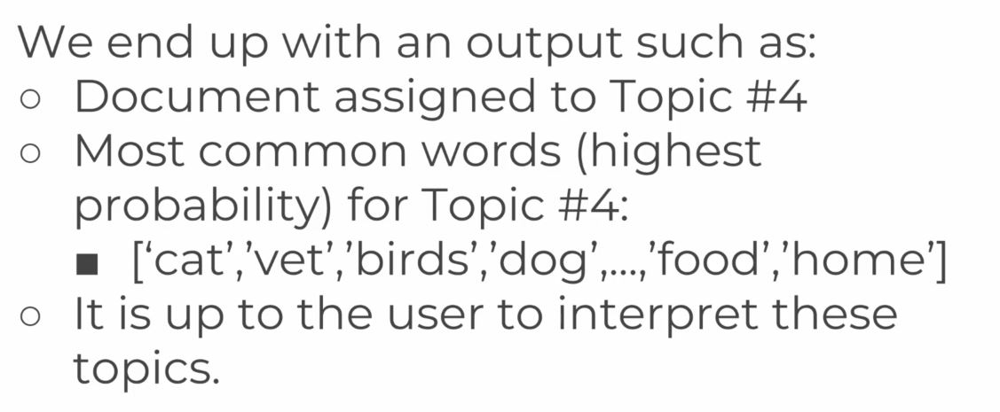 We end up with an output such as:
○ Document assigned to Topic #4
○ Most common words (highest
probability) for Topic #4:
■ [‘cat’,’vet’,’birds’,’dog’,...,’food’,’home’]
○ It is up to the user to interpret these
topics.